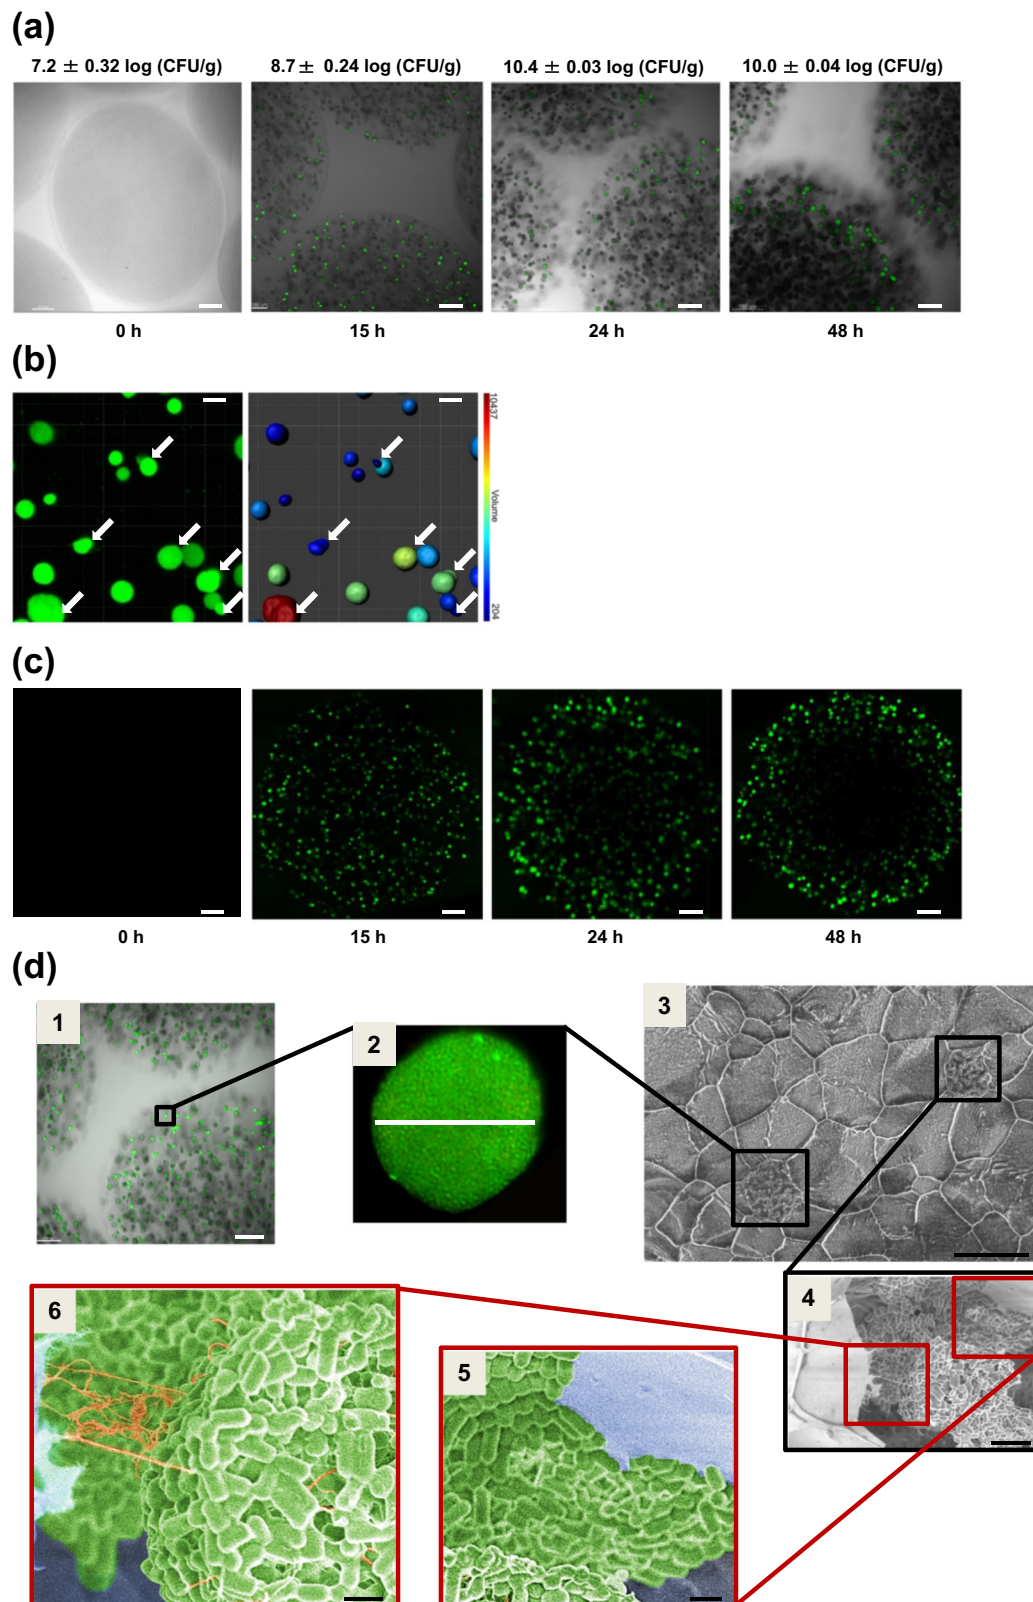 (a)
7.2 ± 0.32 log (CFU/g)
8.7 ± 0.24 log (CFU/g)
10.4 ± 0.03 log (CFU/g)
10.0 ± 0.04 log (CFU/g)
0 h
15 h
24 h
48 h
(b)
10437
Volume
204
(c)
0 h
15 h
24 h
48 h
(d)
1
2
3
4
6
5